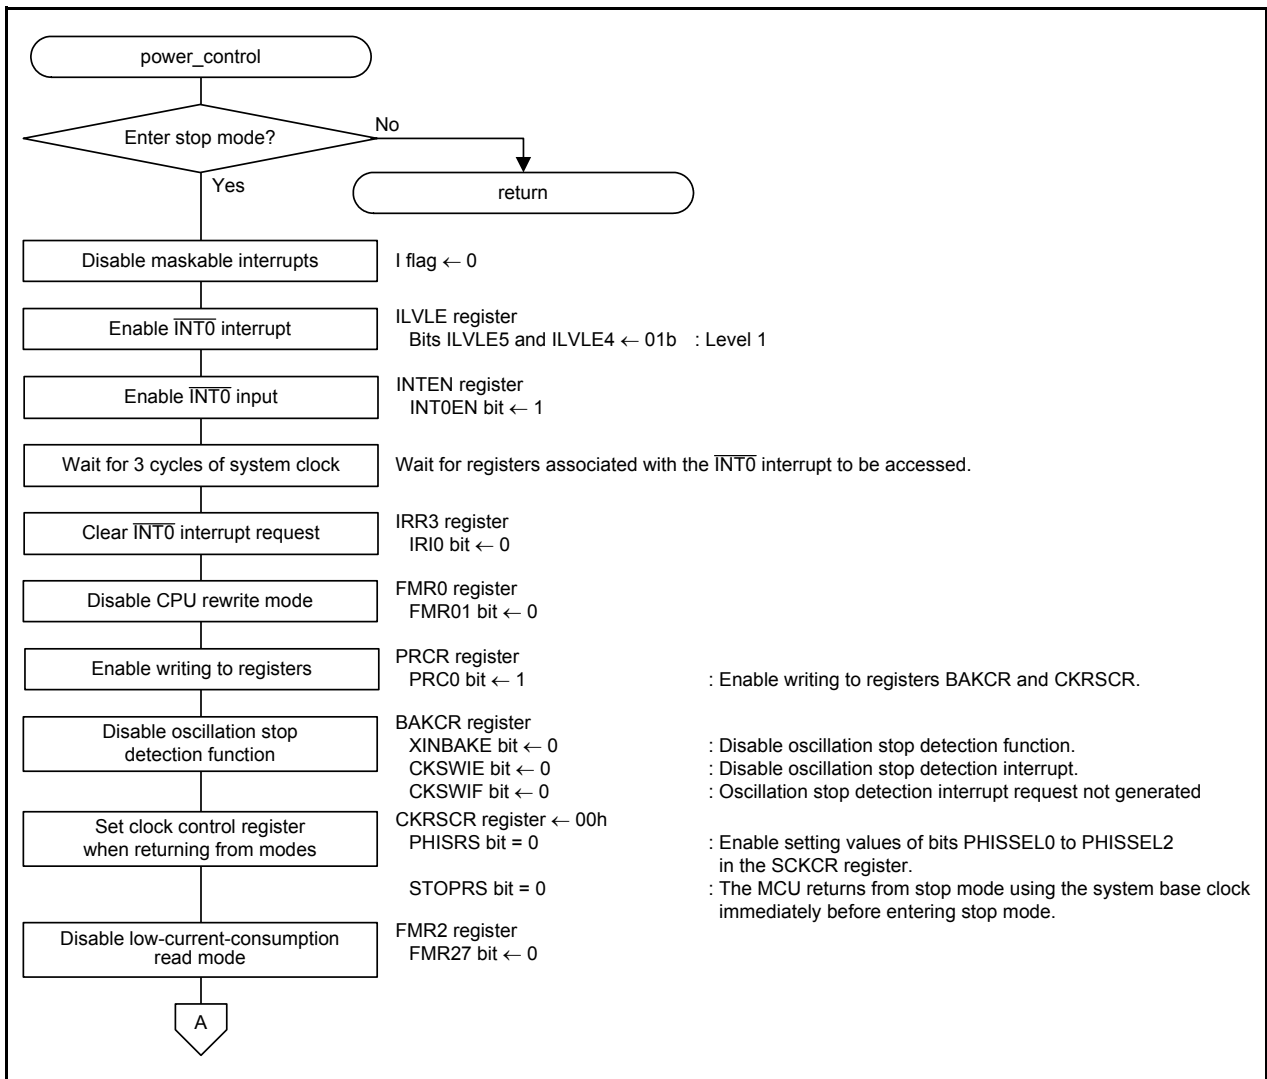 power_control
Enter stop mode?
No
return
Yes
Disable maskable interrupts
I flag ← 0
Enable INT0 interrupt
ILVLE register
Bits ILVLE5 and ILVLE4 ← 01b : Level 1
Enable INT0 input
INTEN register
INT0EN bit ← 1
Wait for 3 cycles of system clock
Wait for registers associated with the INT0 interrupt to be accessed.
Clear INT0 interrupt request
IRR3 register
IRI0 bit ← 0
Disable CPU rewrite mode
FMR0 register
FMR01 bit ← 0
Enable writing to registers
PRCR register
PRC0 bit ← 1 : Enable writing to registers BAKCR and CKRSCR.
Disable oscillation stop
detection function
BAKCR register
XINBAKE bit ← 0 : Disable oscillation stop detection function.
CKSWIE bit ← 0 : Disable oscillation stop detection interrupt.
CKSWIF bit ← 0 : Oscillation stop detection interrupt request not generated
Set clock control register
when returning from modes
CKRSCR register ← 00h
PHISRS bit = 0 : Enable setting values of bits PHISSEL0 to PHISSEL2
in the SCKCR register.
STOPRS bit = 0 : The MCU returns from stop mode using the system base clock
immediately before entering stop mode.
Disable low-current-consumption
read mode
FMR2 register
FMR27 bit ← 0
A